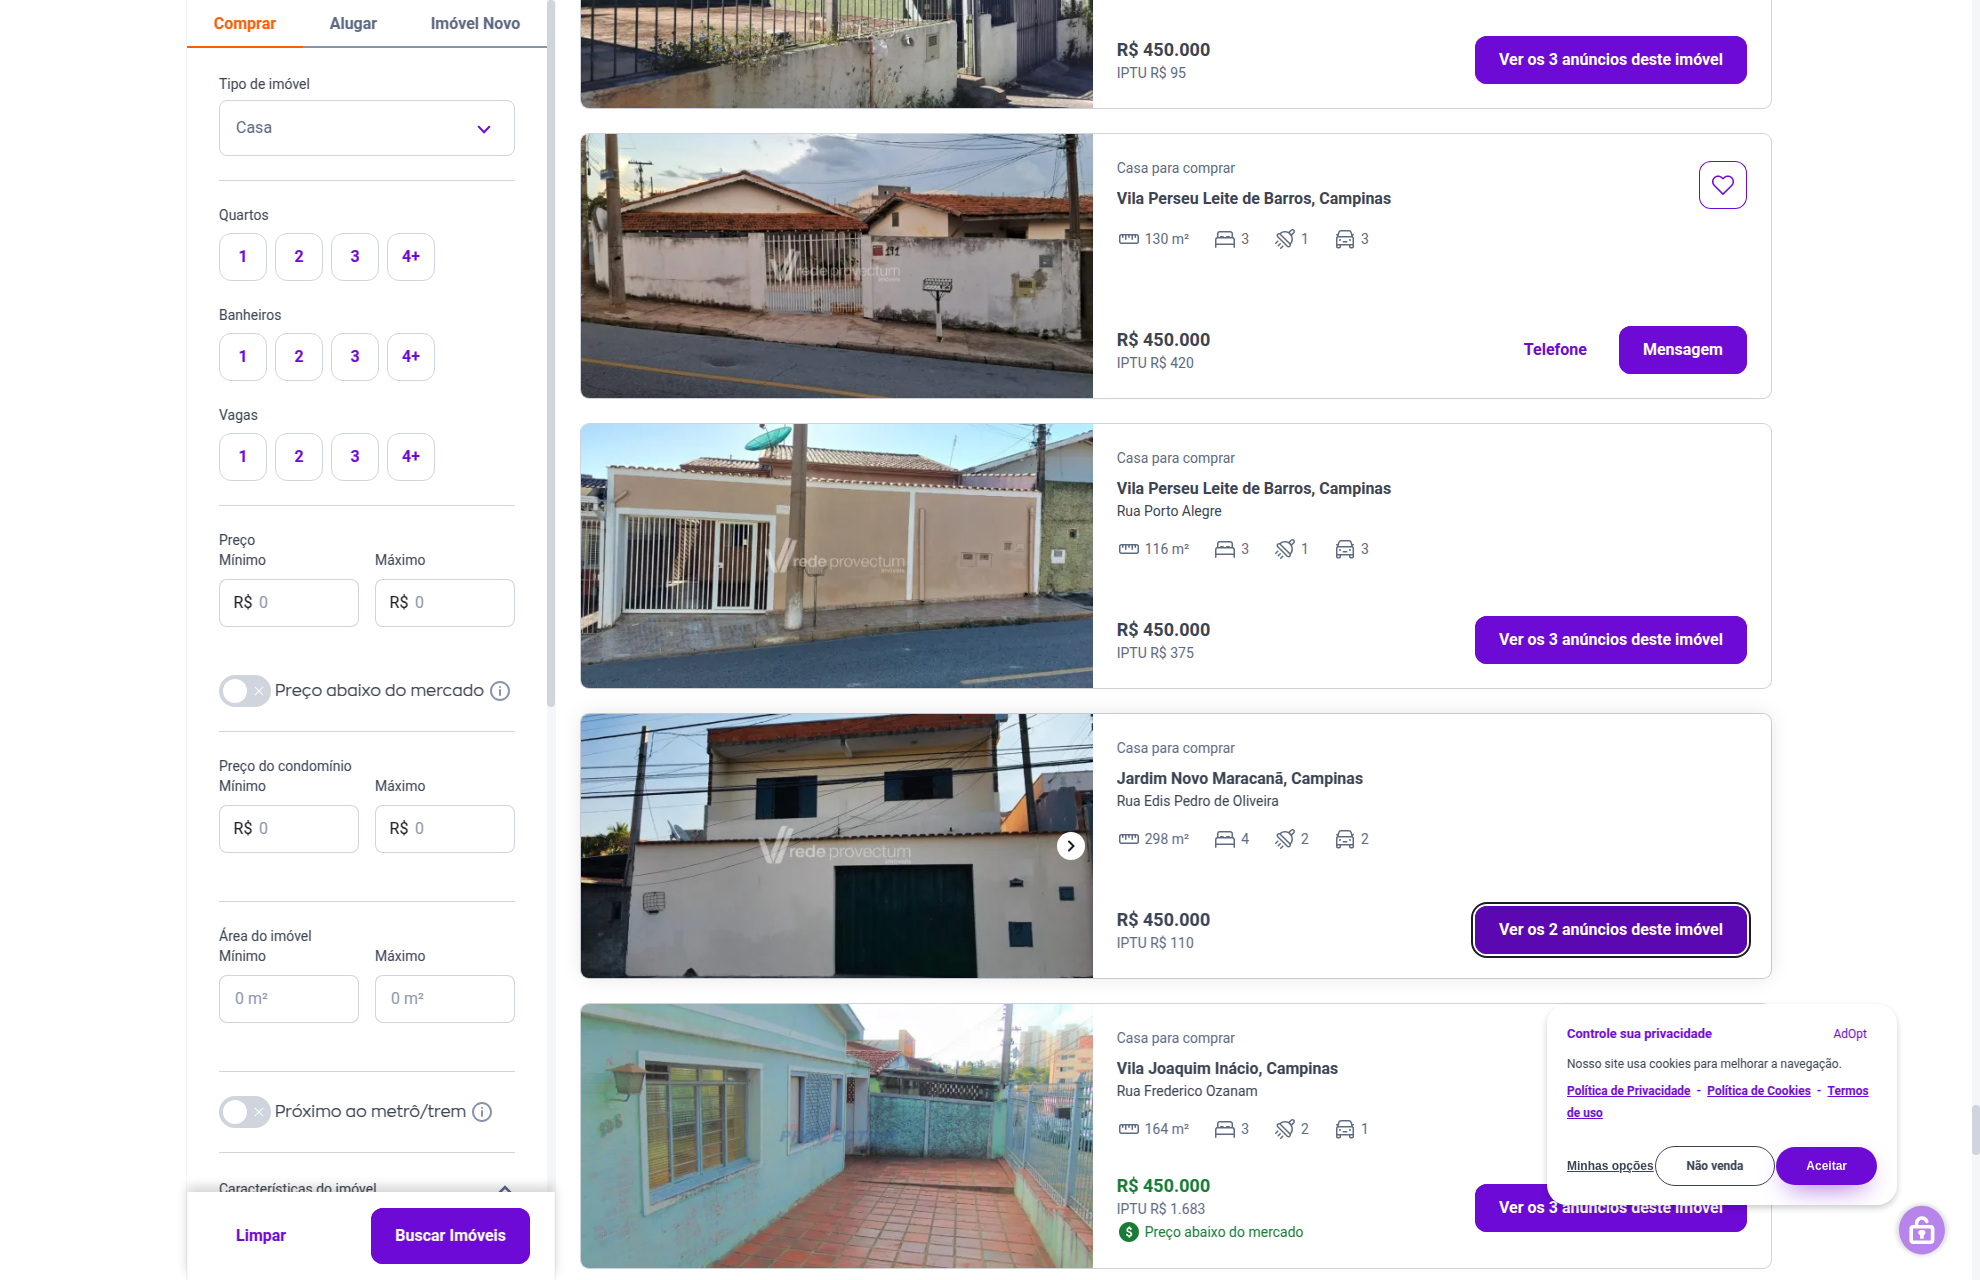 Comprar
Alugar
Imóvel Novo
Tipo de imóvel
Casa
Quartos
1
2
3
4+
Banheiros
1
2
3
4+
Vagas
1
2
3
4+
Preço
Mínimo
Máximo
R$ 0
R$ 0
Preço abaixo do mercado
Preço do condomínio
Mínimo
Máximo
R$ 0
R$ 0
Área do imóvel
Mínimo
Máximo
0 m²
0 m²
Próximo ao metrô/trem
Características do imóvel
Limpar
Buscar Imóveis
R$ 450.000
IPTU R$ 95
Ver os 3 anúncios deste imóvel
rede provectum
191
Casa para comprar
Vila Perseu Leite de Barros, Campinas
130 m²
3
1
3
R$ 450.000
IPTU R$ 420
Telefone
Mensagem
rede provectum
Casa para comprar
Vila Perseu Leite de Barros, Campinas
Rua Porto Alegre
116 m²
3
1
3
R$ 450.000
IPTU R$ 375
Ver os 3 anúncios deste imóvel
rede provectum
Casa para comprar
Jardim Novo Maracanã, Campinas
Rua Edis Pedro de Oliveira
298 m²
4
2
2
R$ 450.000
IPTU R$ 110
Ver os 2 anúncios deste imóvel
Casa para comprar
Vila Joaquim Inácio, Campinas
Rua Frederico Ozanam
164 m²
3
2
1
R$ 450.000
IPTU R$ 1.683
Preço abaixo do mercado
Ver os 3 anúncios deste imóvel
Controle sua privacidade
AdOpt
Nosso site usa cookies para melhorar a navegação.
Política de Privacidade - Política de Cookies - Termos
de uso
Minhas opções
Não venda
Aceitar